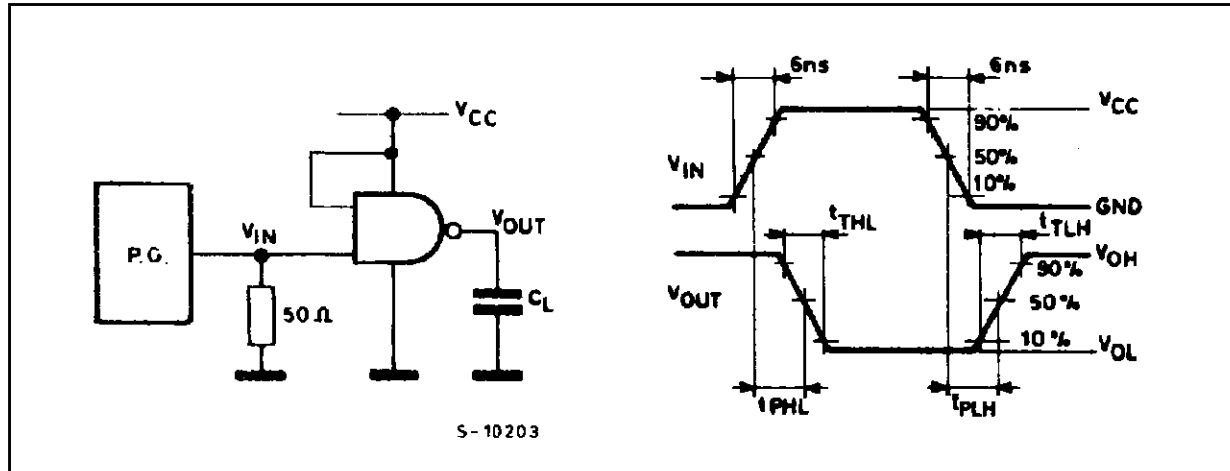 VCC
P.G.
VIN
50Ω
VOUT
CL
S-10203
6ns
6ns
VCC
90%
50%
10%
VIN
GND
tTHL
tTLH
VOH
90%
VOUT
50%
10%
VOL
tPHL
tPLH